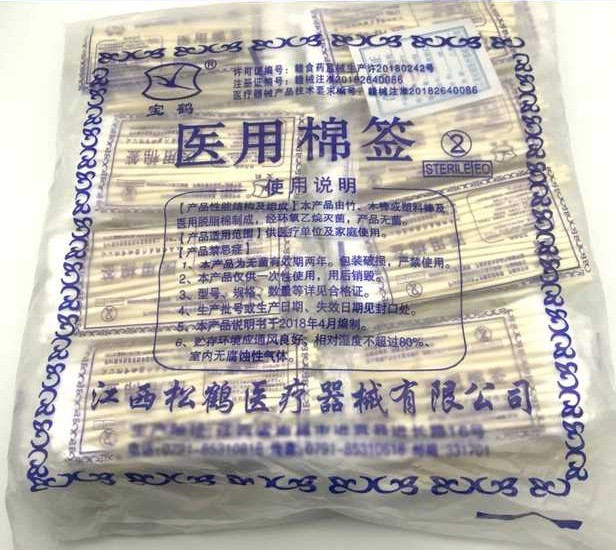 许可证编号：赣食药监械生产许20180242号
注册证编号：赣械注准20182640086
医疗器械产品技术要求编号：赣械注准20182640086
宝鹤
医用棉签
STERILE EO
使用说明
【产品性能结构及组成】本产品由竹、木棒或塑料棒及
医用脱脂棉制成，经环氧乙烷灭菌，产品无菌。
【产品适用范围】供医疗单位及家庭使用。
【产品禁忌症】
1、本产品为无菌有效期两年。包装破损，严禁使用。
2、本产品仅供一次性使用，用后销毁。
3、型号、规格、数量等详见合格证。
4、生产批号或生产日期、失效日期见封口处。
5、本产品说明书于2018年4月编制。
6、贮存环境应通风良好，相对湿度不超过80%、
室内无腐蚀性气体。
江西松鹤医疗器械有限公司
电话:0791-85310818 传真:0791-85310618 邮编 331701